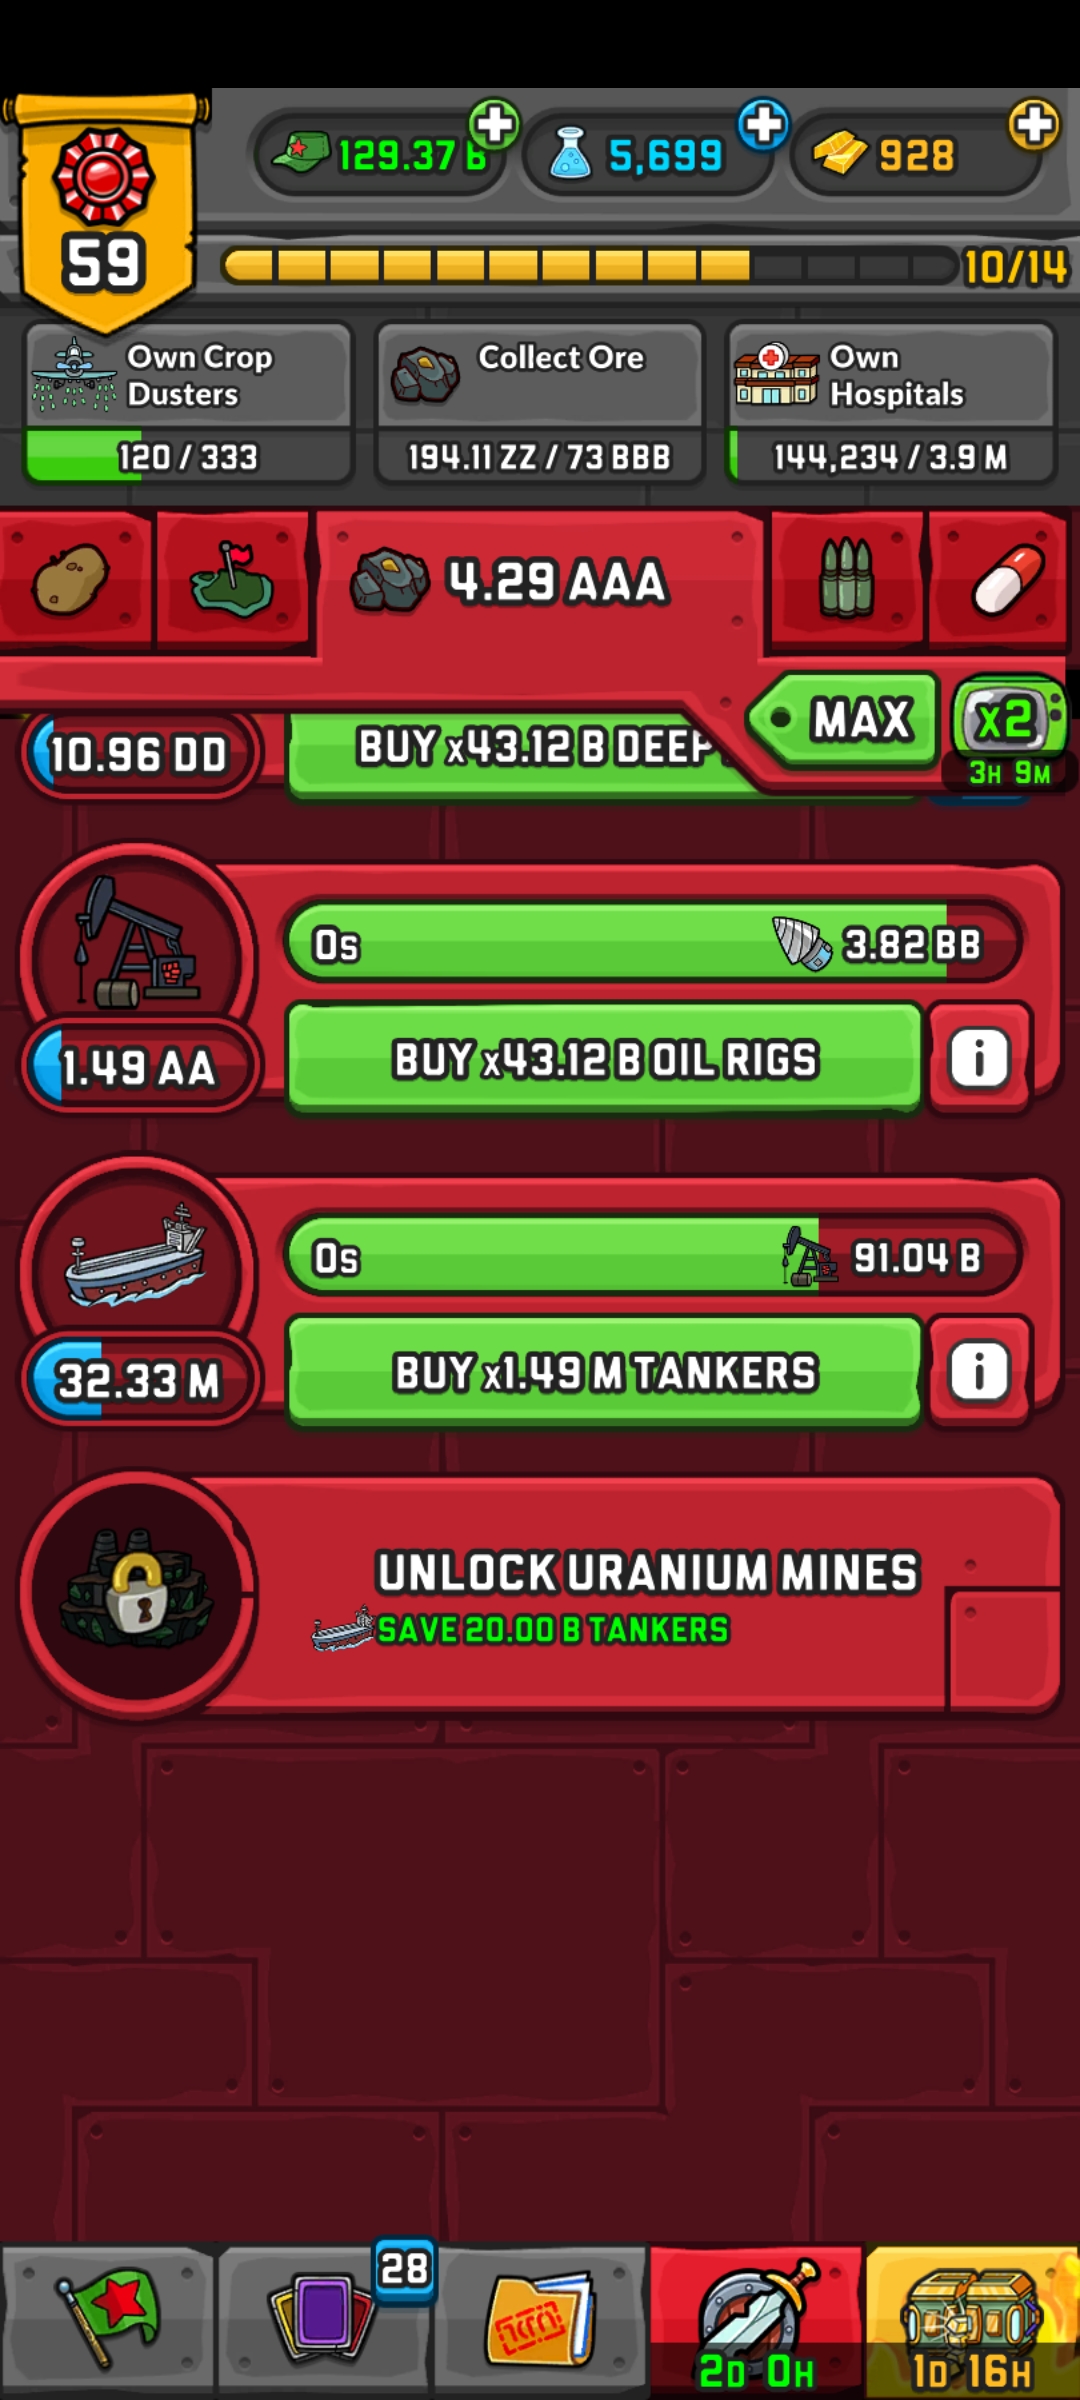 129.37 B
5,699
928
59
10/14
Own Crop
Dusters
120 / 333
Collect Ore
194.11 ZZ / 73 BBB
Own
Hospitals
144,234 / 3.9 M
4.29 AAA
MAX
x2
3H 9M
10.96 DD
BUY x43.12 B DEEP
0s
3.82 BB
1.49 AA
BUY x43.12 B OIL RIGS
i
0s
91.04 B
32.33 M
BUY x1.49 M TANKERS
i
UNLOCK URANIUM MINES
SAVE 20.00 B TANKERS
28
2D 0H
1D 16H